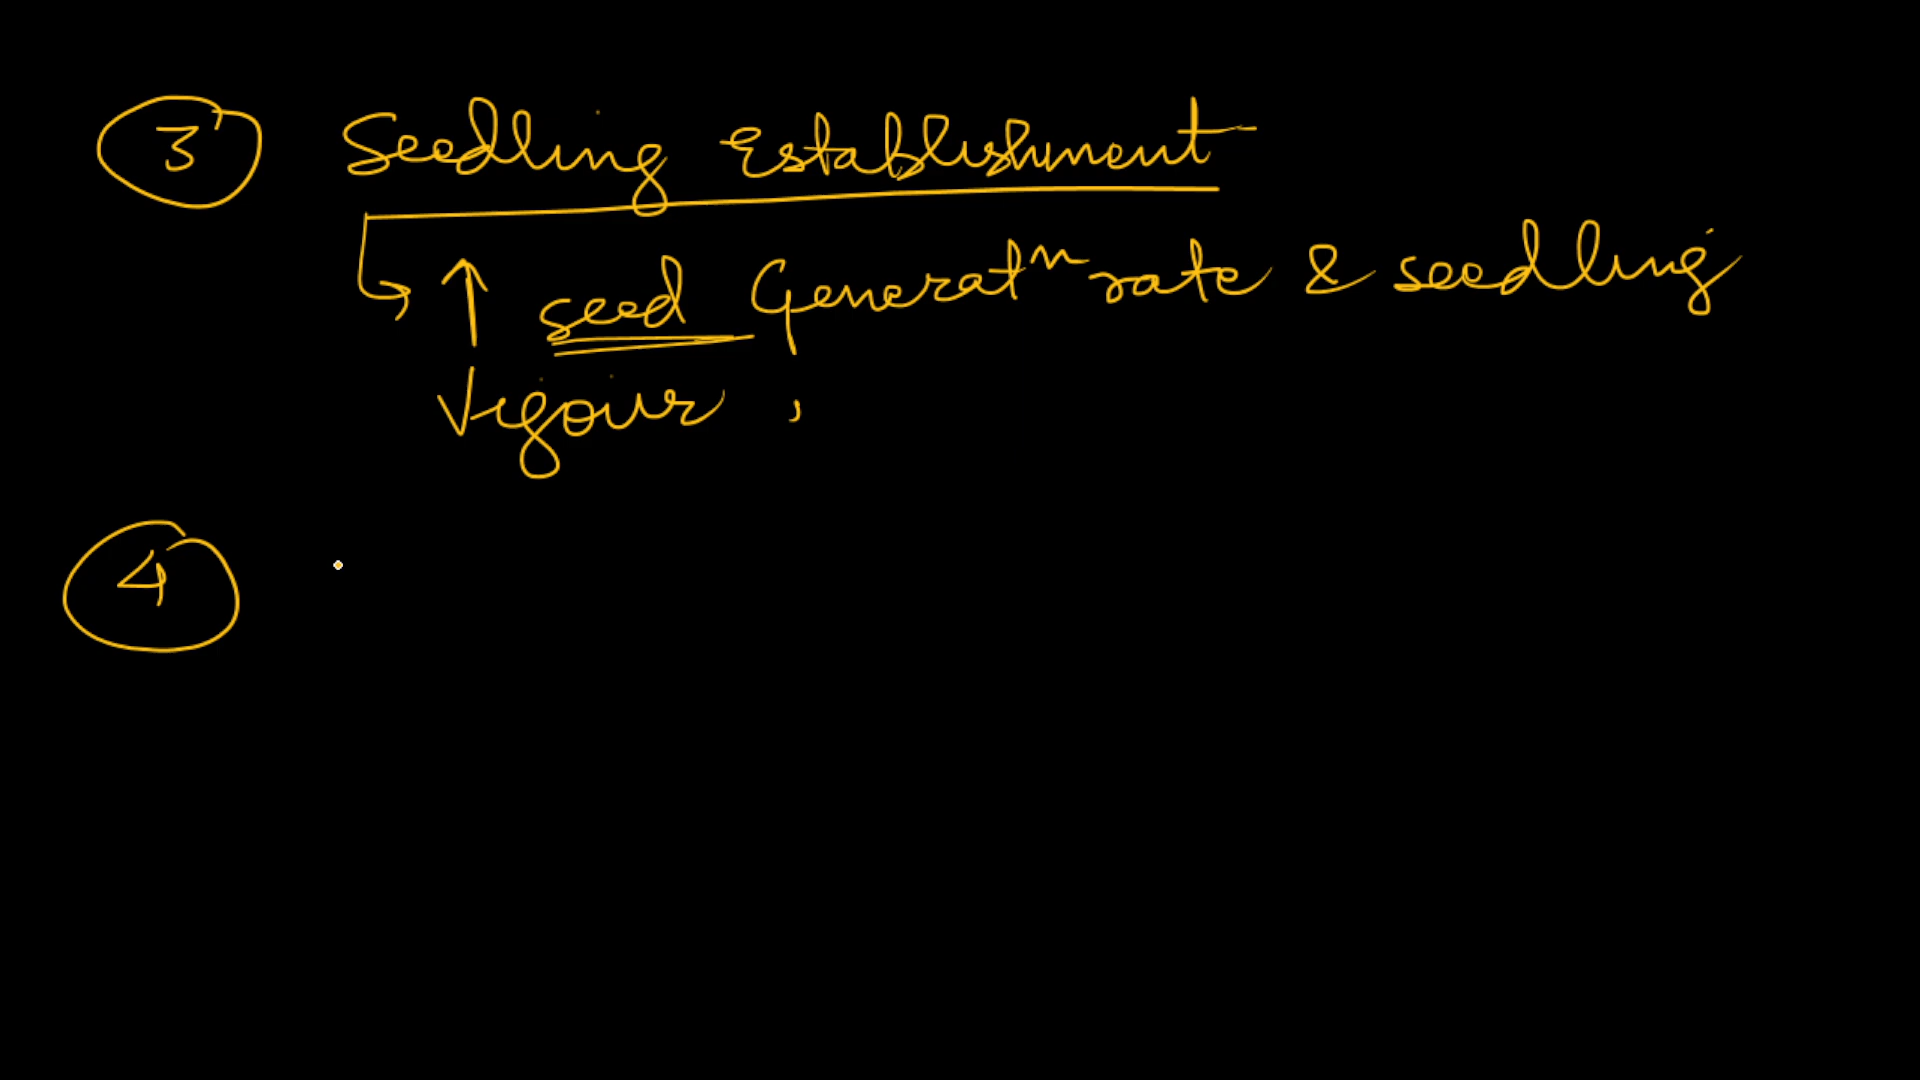 3 Seedling Establishment
↳ ↑ seed Generatⁿ rate & seedling
Vigour ,
4